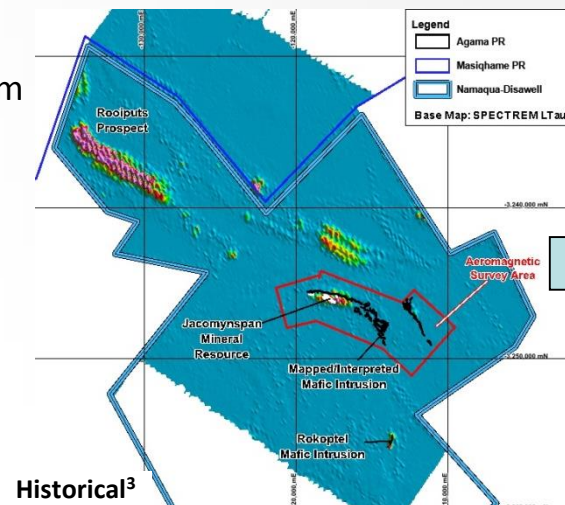 m
Legend
Agama PR
Masiqhame PR
Namaqua-Disawell
Base Map: SPECTREM LTau
Rooiputs
Prospect
-3,240,000 mN
Aeromagnetic
Survey Area
Jacomynspan
Mineral
Resource
Mapped/Interpreted
Mafic Intrusion
-3,250,000 mN
Rokoptel
Mafic Intrusion
Historical³